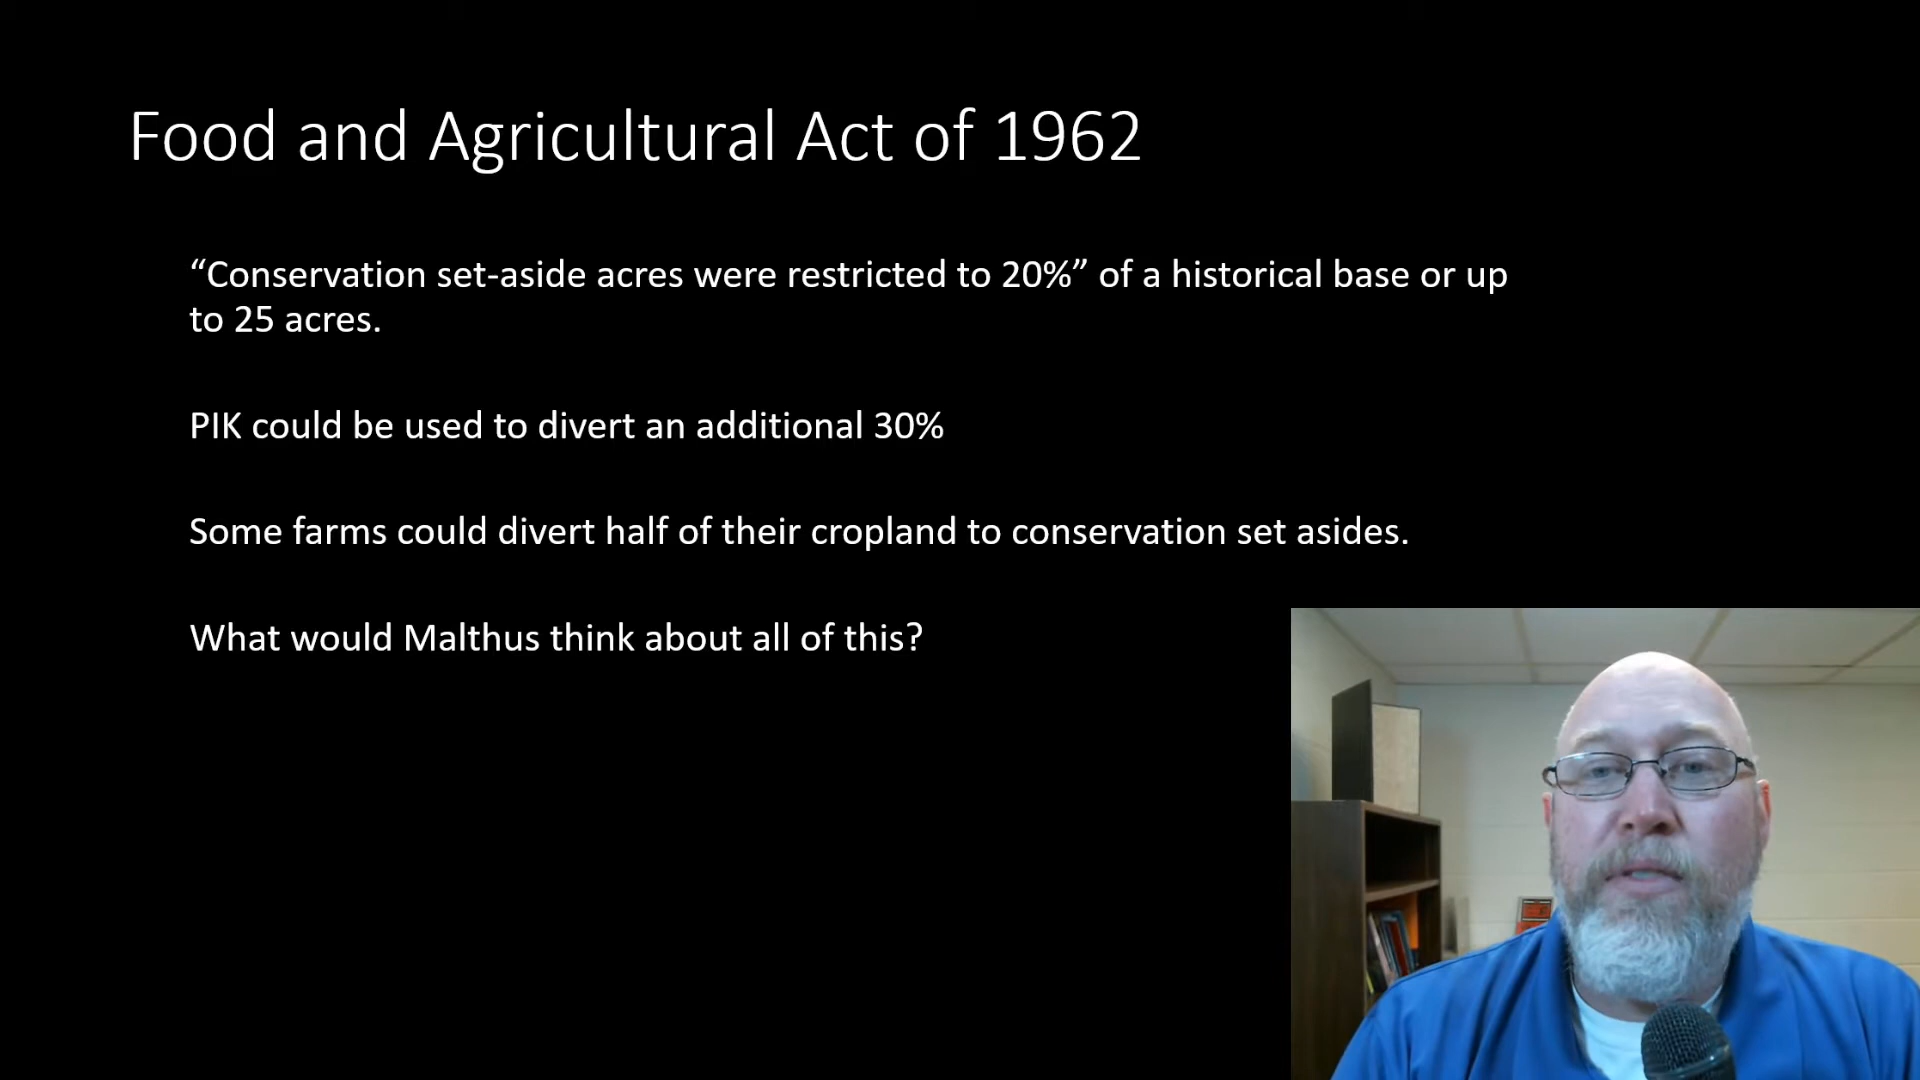 Food and Agricultural Act of 1962
“Conservation set-aside acres were restricted to 20%” of a historical base or up
to 25 acres.
PIK could be used to divert an additional 30%
Some farms could divert half of their cropland to conservation set asides.
What would Malthus think about all of this?